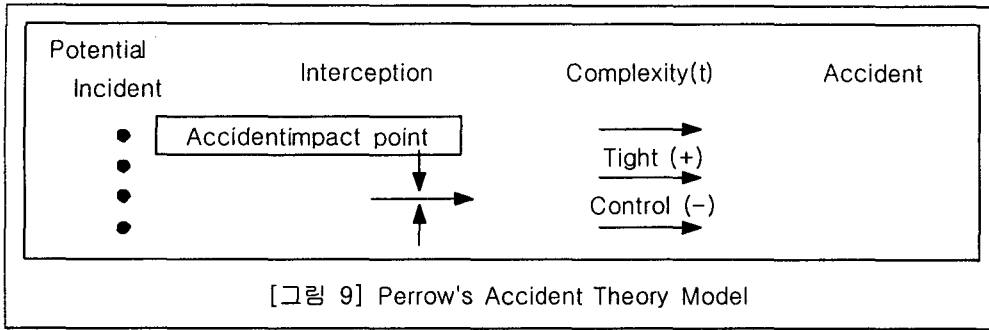 Potential
Incident
Interception
Complexity(t)
Accident
Accidentimpact point
Tight (+)
Control (-)
[그림 9] Perrow's Accident Theory Model